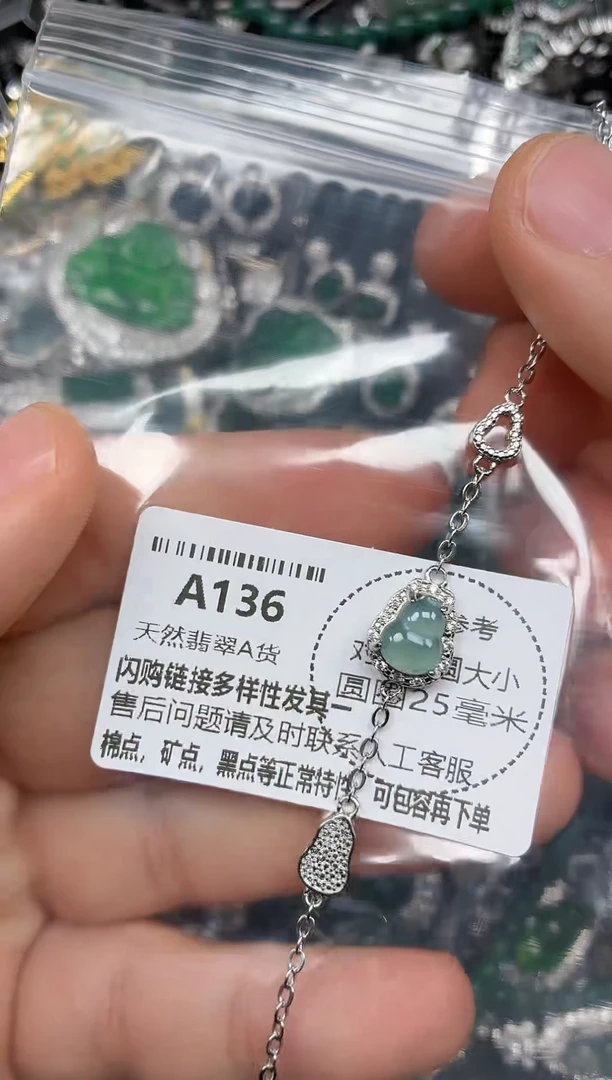 A136
天然翡翠A货
参考
大小
圆圈25毫米
闪购链接多样性发其一
售后问题请及时联系人工客服
棉点，矿点，黑点等正常特性 可包容再下单